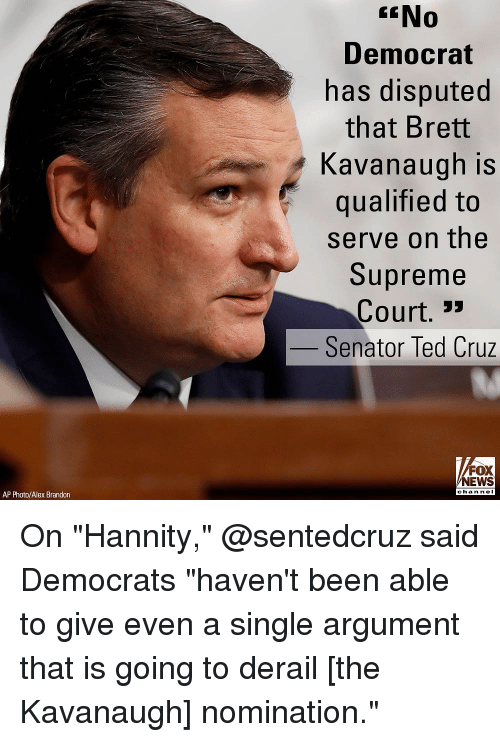 “No
Democrat
has disputed
that Brett
Kavanaugh is
qualified to
serve on the
Supreme
Court. ”
— Senator Ted Cruz
M
FOX
NEWS
channel
AP Photo/Alex Brandon
On "Hannity," @sentedcruz said
Democrats "haven't been able
to give even a single argument
that is going to derail [the
Kavanaugh] nomination."